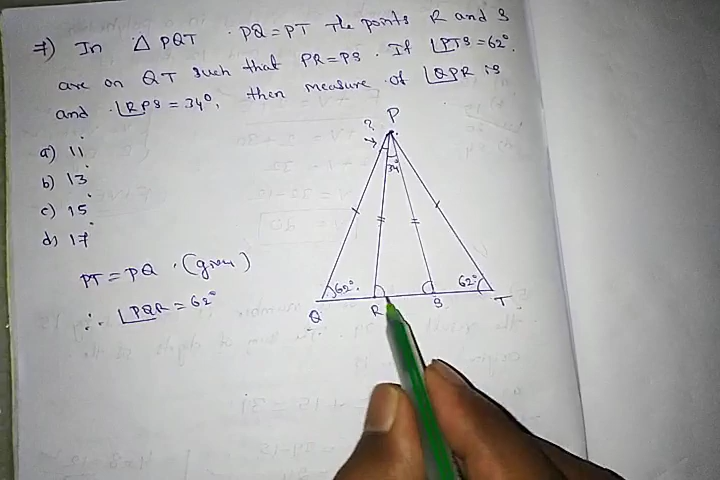 7) In △ PQT . PQ = PT The points R and S
are on QT such that PR = PS . If ∠PTS = 62°.
and ∠RPS = 34°, then measure of ∠QPR is
a) 11°
b) 13°
c) 15°
d) 17°
PT = PQ . (given)
∴ ∠PQR = 62°
P
?
34°
62°.
62°
Q
R
S
T